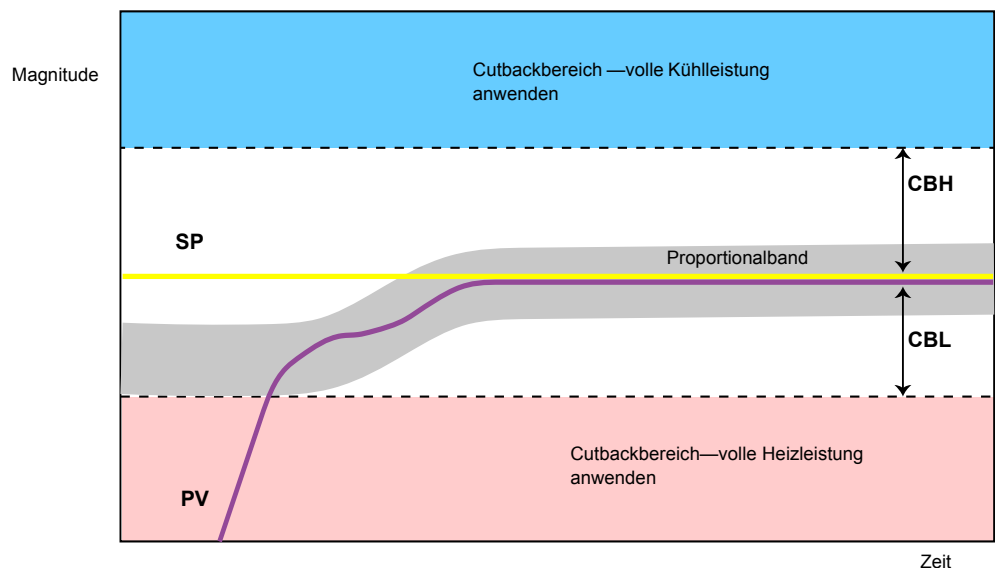 Cutbackbereich —volle Kühlleistung
anwenden
Magnitude
CBH
SP
Proportionalband
CBL
Cutbackbereich—volle Heizleistung
anwenden
PV
Zeit